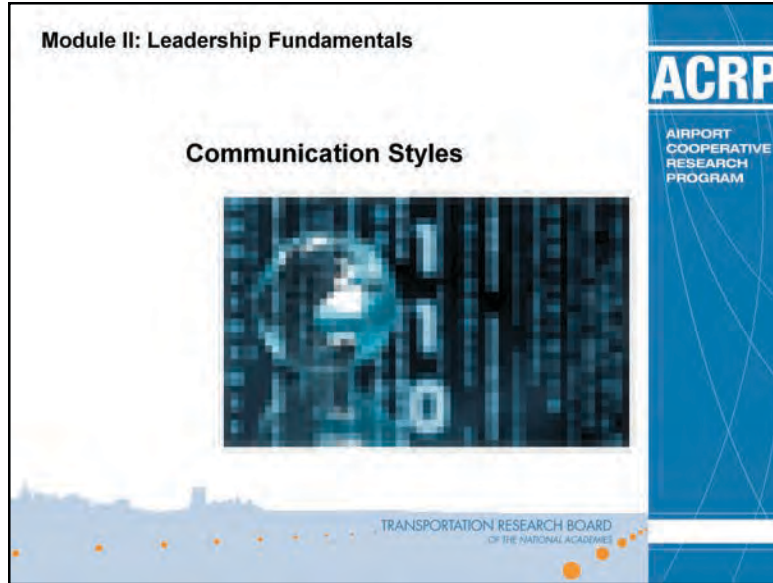 Module II: Leadership Fundamentals
ACRP
AIRPORT
COOPERATIVE
RESEARCH
PROGRAM
Communication Styles
1
1
0
TRANSPORTATION RESEARCH BOARD
OF THE NATIONAL ACADEMIES